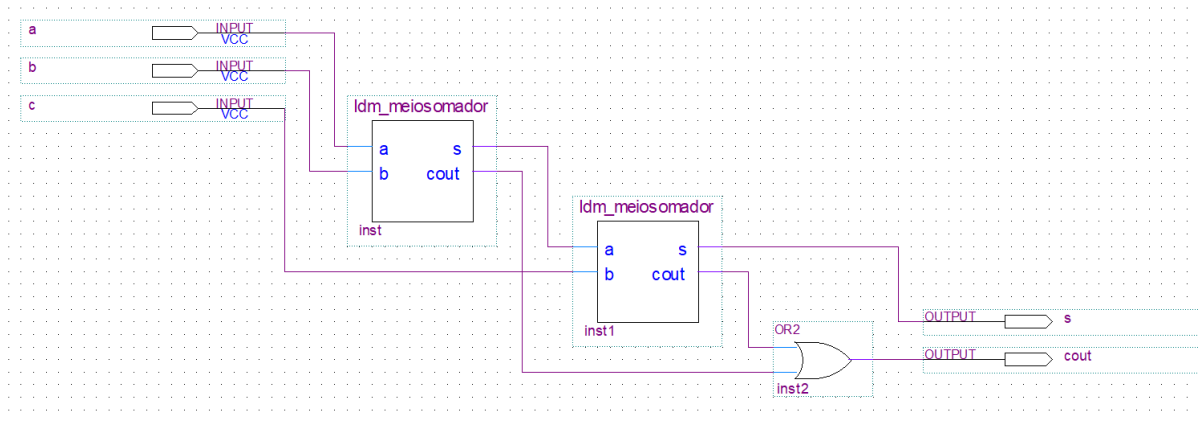 a INPUT
VCC
b INPUT
VCC
c INPUT
VCC
ldm_meiosomador
a s
b cout
inst
ldm_meiosomador
a s
b cout
inst1
OUTPUT s
OR2
OUTPUT cout
inst2